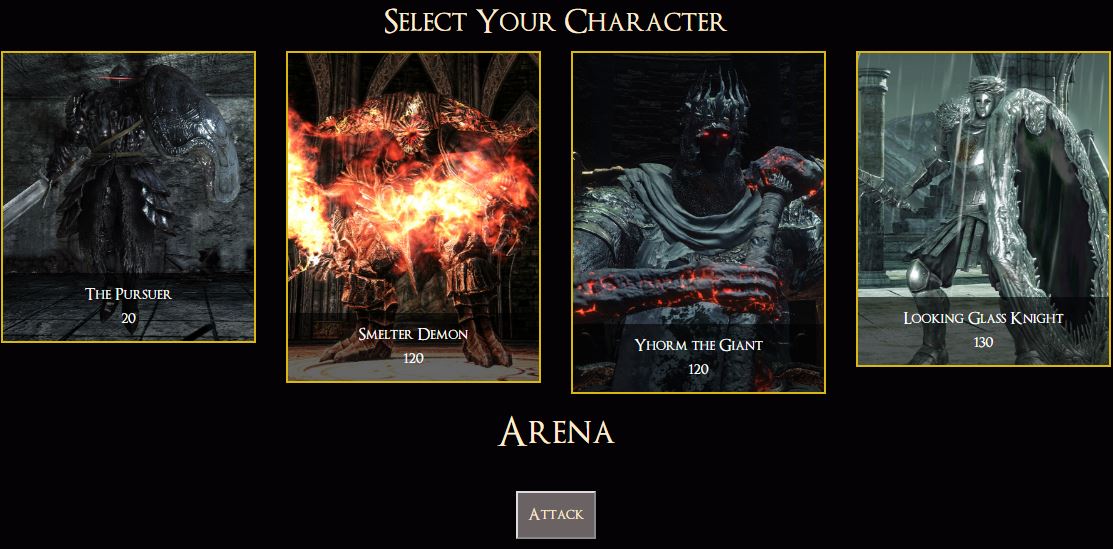 Select Your Character
The Pursuer
20
Smelter Demon
120
Yhorm the Giant
120
Looking Glass Knight
130
Arena
Attack